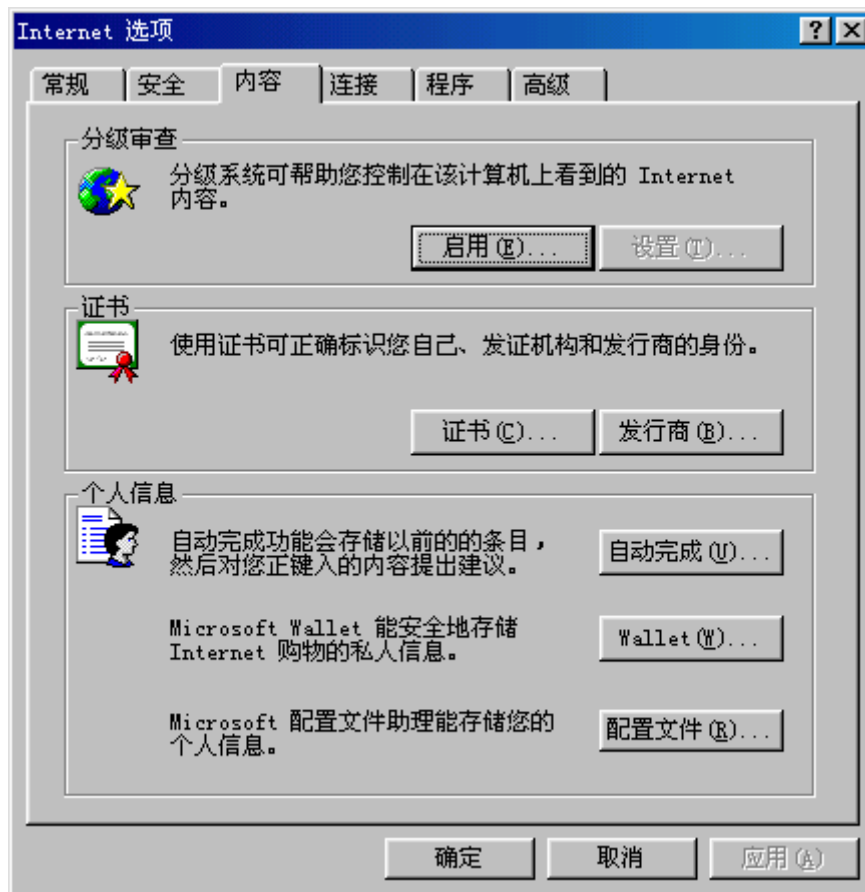 Internet 选项
常规 安全 内容 连接 程序 高级
分级审查
分级系统可帮助您控制在该计算机上看到的 Internet
内容。
启用(E)... 设置(T)...
证书
使用证书可正确标识您自己、发证机构和发行商的身份。
证书(C)... 发行商(B)...
个人信息
自动完成功能会存储以前的的条目，
然后对您正键入的内容提出建议。
自动完成(U)...
Microsoft Wallet 能安全地存储
Internet 购物的私人信息。
Wallet(W)...
Microsoft 配置文件助理能存储您的
个人信息。
配置文件(R)...
确定 取消 应用(A)